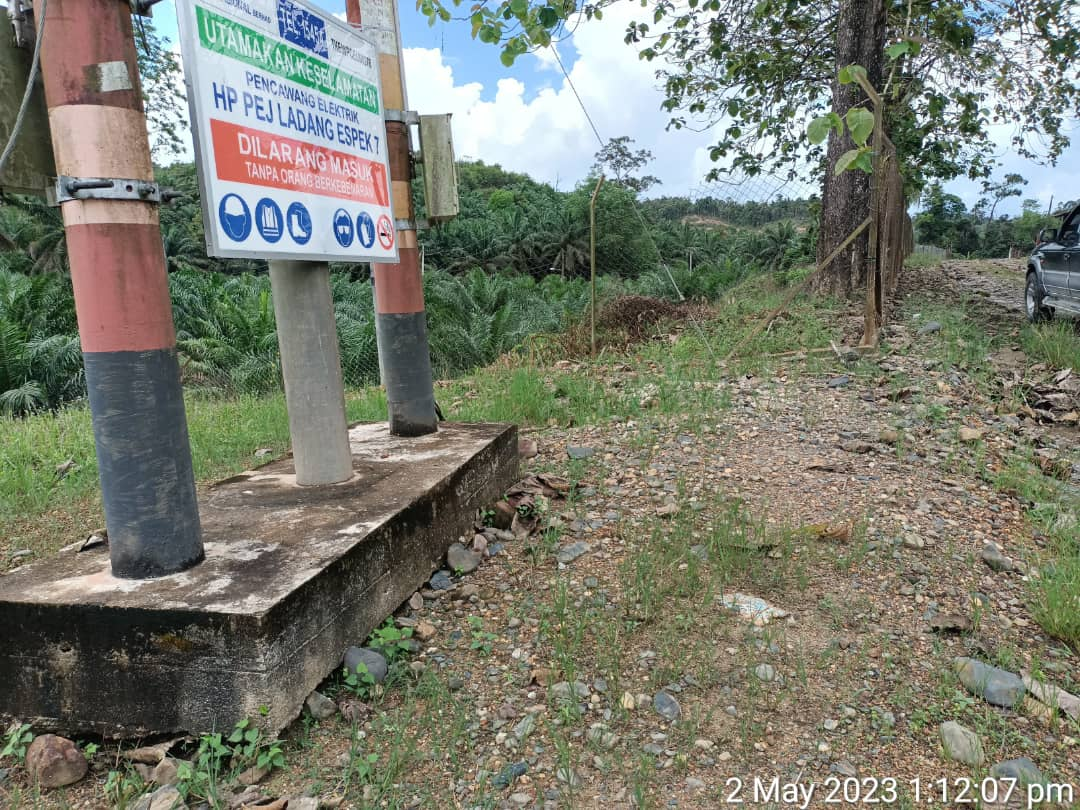 UTAMAKAN KESELAMATAN
PENCAWANG ELEKTRIK
HP PEJ LADANG ESPEK 7
DILARANG MASUK
TANPA ORANG BERKEBENARAN
2 May 2023 1:12:07 pm